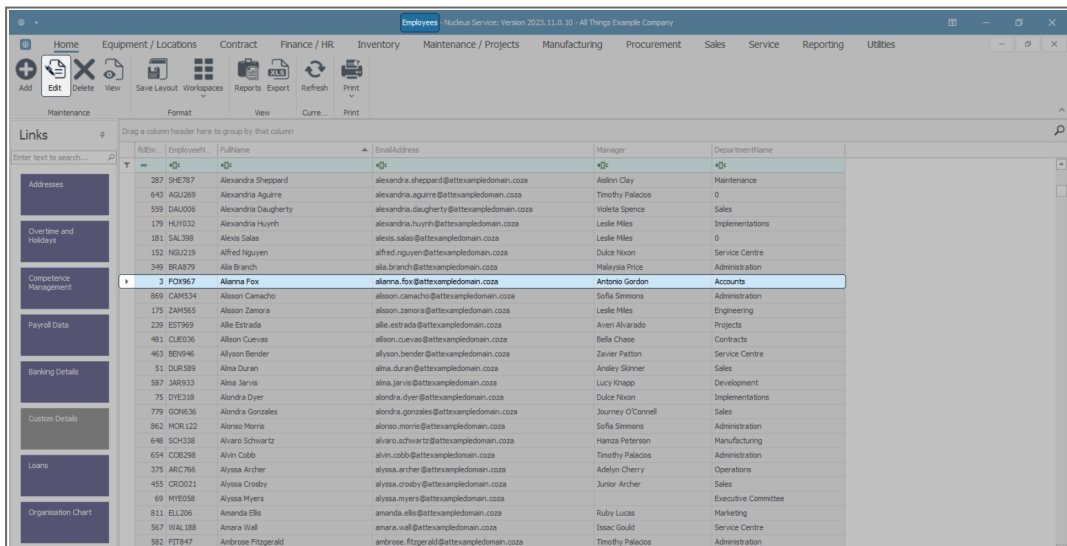 Employees - Nucleus Service: Version 2023.11.0.10 - All Things Example Company
Home Equipment / Locations Contract Finance / HR Inventory Maintenance / Projects Manufacturing Procurement Sales Service Reporting Utilities
Add Edit Delete View Save Layout Workspaces Reports Export Refresh Print
XLS
Maintenance Format View Curre... Print
Links
Drag a column header here to group by that column
Enter text to search...
fldEm... EmployeeN... FullName EmailAddress Manager DepartmentName
Addresses
Overtime and
Holidays
Competence
Management
Payroll Data
Banking Details
Custom Details
Loans
Organisation Chart
287 SHE787 Alexandra Sheppard alexandra.sheppard@attexampledomain.coza Aislinn Clay Maintenance
643 AGU269 Alexandria Aguirre alexandria.aguirre@attexampledomain.coza Timothy Palacios 0
559 DAU006 Alexandria Daugherty alexandria.daugherty@attexampledomain.coza Violeta Spence Sales
179 HUY032 Alexandria Huynh alexandria.huynh@attexampledomain.coza Leslie Miles Implementations
181 SAL398 Alexis Salas alexis.salas@attexampledomain.coza Leslie Miles 0
152 NGU219 Alfred Nguyen alfred.nguyen@attexampledomain.coza Dulce Nixon Service Centre
349 BRA879 Alia Branch alia.branch@attexampledomain.coza Malaysia Price Administration
3 FOX967 Alianna Fox alianna.fox@attexampledomain.coza Antonio Gordon Accounts
869 CAM534 Alisson Camacho alisson.camacho@attexampledomain.coza Sofia Simmons Administration
175 ZAM565 Alisson Zamora alisson.zamora@attexampledomain.coza Leslie Miles Engineering
239 EST969 Allie Estrada allie.estrada@attexampledomain.coza Averi Alvarado Projects
481 CUE036 Allison Cuevas allison.cuevas@attexampledomain.coza Bella Chase Contracts
463 BEN946 Allyson Bender allyson.bender@attexampledomain.coza Zavier Patton Service Centre
51 DUR589 Alma Duran alma.duran@attexampledomain.coza Ansley Skinner Sales
587 JAR933 Alma Jarvis alma.jarvis@attexampledomain.coza Lucy Knapp Development
75 DYE318 Alondra Dyer alondra.dyer@attexampledomain.coza Dulce Nixon Implementations
779 GON636 Alondra Gonzales alondra.gonzales@attexampledomain.coza Journey O'Connell Sales
862 MOR122 Alonso Morris alonso.morris@attexampledomain.coza Sofia Simmons Administration
648 SCH338 Alvaro Schwartz alvaro.schwartz@attexampledomain.coza Hamza Peterson Manufacturing
654 COB298 Alvin Cobb alvin.cobb@attexampledomain.coza Timothy Palacios Administration
375 ARC766 Alyssa Archer alyssa.archer@attexampledomain.coza Adelyn Cherry Operations
455 CRO021 Alyssa Crosby alyssa.crosby@attexampledomain.coza Junior Archer Sales
69 MYE058 Alyssa Myers alyssa.myers@attexampledomain.coza Executive Committee
811 ELL206 Amanda Ellis amanda.ellis@attexampledomain.coza Ruby Lucas Marketing
567 WAL188 Amara Wall amara.wall@attexampledomain.coza Issac Gould Service Centre
582 FIT847 Ambrose Fitzgerald ambrose.fitzgerald@attexampledomain.coza Timothy Palacios Administration